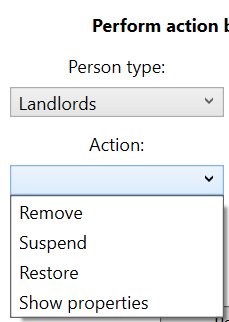 Perform action b
Person type:
Landlords
Action:
Remove
Suspend
Restore
Show properties